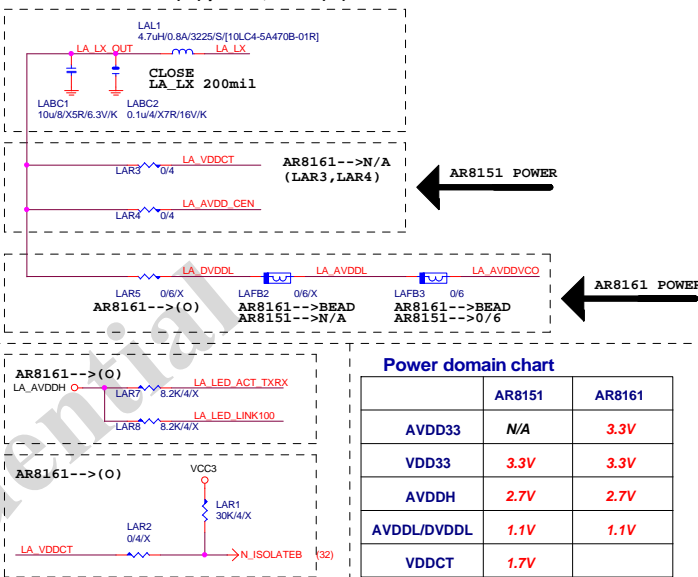 LAL1
4.7uH/0.8A/3225/S/[10LC4-5A470B-01R]
LA_LX_OUT
LA_LX
CLOSE
LA_LX 200mil
LABC1
10u/8/X5R/6.3V/K
LABC2
0.1u/4/X7R/16V/K
LA_VDDCT
LAR3 0/4
AR8161-->N/A
(LAR3,LAR4)
AR8151 POWER
LA_AVDD_CEN
LAR4 0/4
LA_DVDDL
LA_AVDDL
LA_AVDDVCO
LAR5 0/6/X
LAFB2 0/6/X
LAFB3 0/6
AR8161-->(O)
AR8161-->BEAD
AR8151-->N/A
AR8161-->BEAD
AR8151-->0/6
AR8161 POWER
AR8161-->(O)
LA_AVDDH
LA_LED_ACT_TXRX
LAR7 8.2K/4/X
LA_LED_LINK100
LAR8 8.2K/4/X
AR8161-->(O)
VCC3
LAR1
30K/4/X
LAR2
0/4/X
LA_VDDCT
N_ISOLATEB (32)
Power domain chart
AR8151 AR8161
AVDD33 N/A 3.3V
VDD33 3.3V 3.3V
AVDDH 2.7V 2.7V
AVDDL/DVDDL 1.1V 1.1V
VDDCT 1.7V
ential